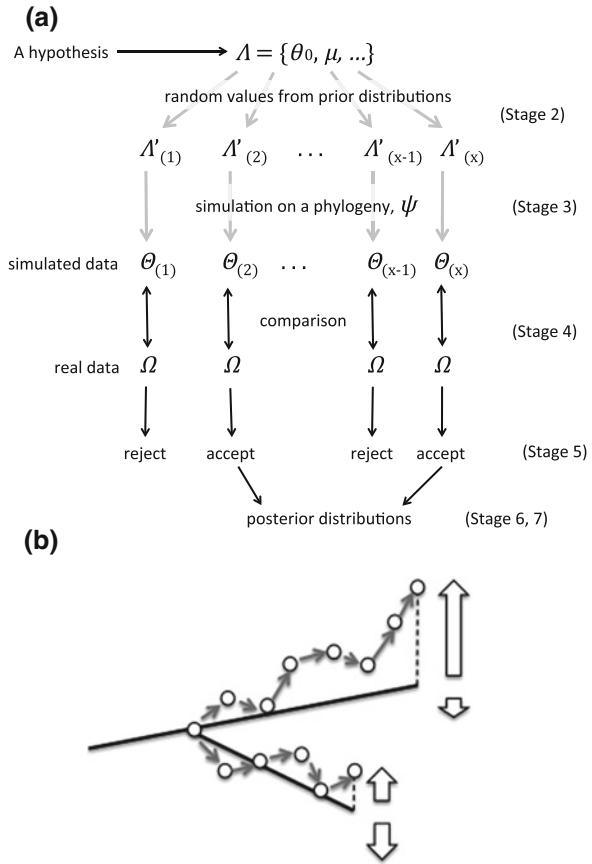 (a)
A hypothesis Λ = {θ0, μ, ...}
random values from prior distributions
(Stage 2)
Λ'(1) Λ'(2) ... Λ'(x-1) Λ'(x)
simulation on a phylogeny, ψ (Stage 3)
simulated data Θ(1) Θ(2) ... Θ(x-1) Θ(x)
comparison (Stage 4)
real data Ω Ω Ω Ω
reject accept reject accept (Stage 5)
posterior distributions (Stage 6, 7)
(b)